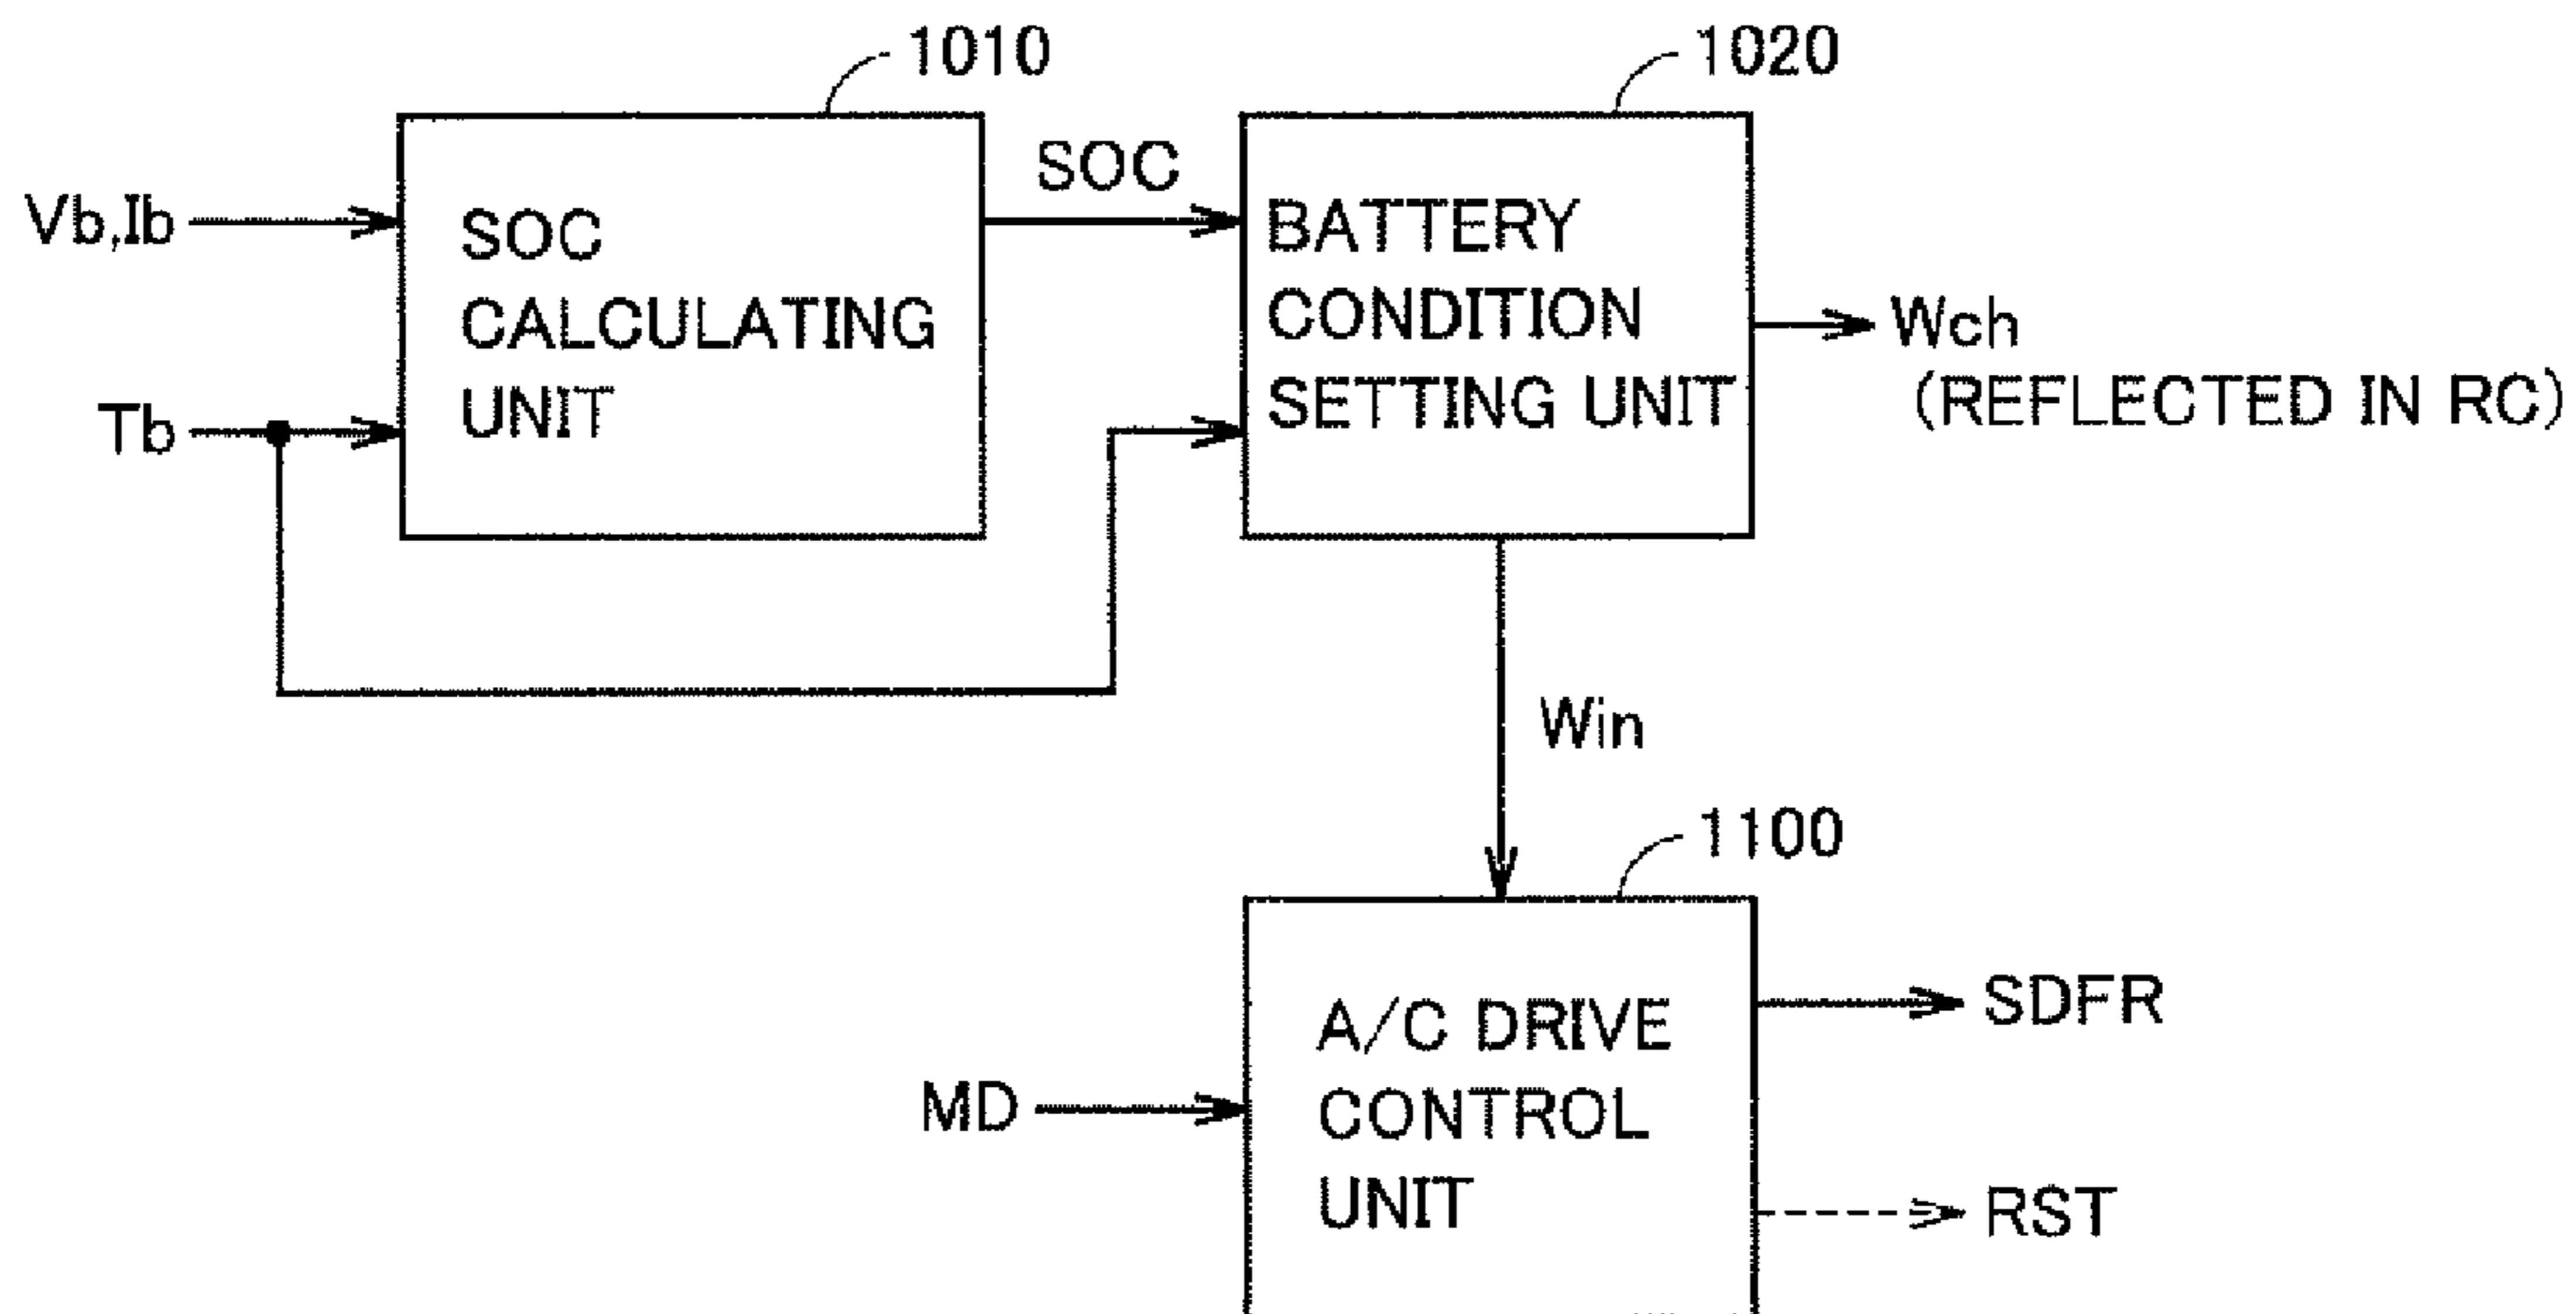 1010
1020
Vb,Ib
SOC
CALCULATING
UNIT
SOC
BATTERY
CONDITION
SETTING UNIT
Wch
(REFLECTED IN RC)
Tb
Win
1100
MD
A/C DRIVE
CONTROL
UNIT
SDFR
RST